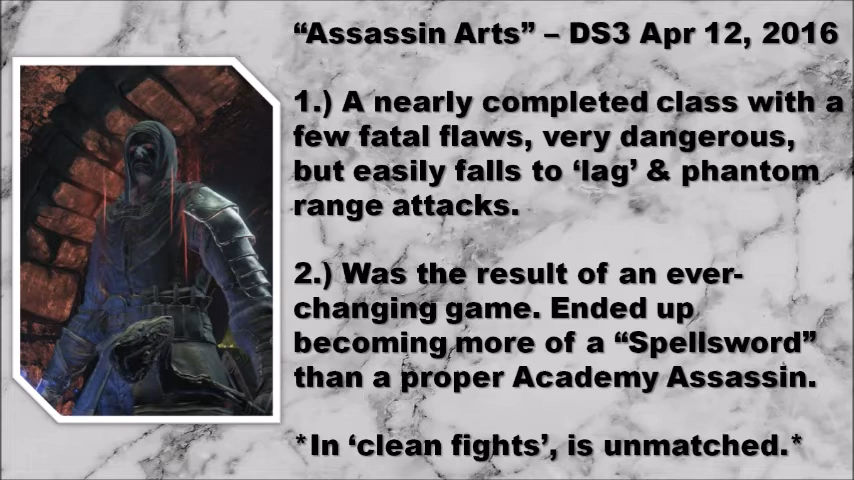 “Assassin Arts” – DS3 Apr 12, 2016
1.) A nearly completed class with a
few fatal flaws, very dangerous,
but easily falls to ‘lag’ & phantom
range attacks.
2.) Was the result of an ever-
changing game. Ended up
becoming more of a “Spellsword”
than a proper Academy Assassin.
*In ‘clean fights’, is unmatched.*